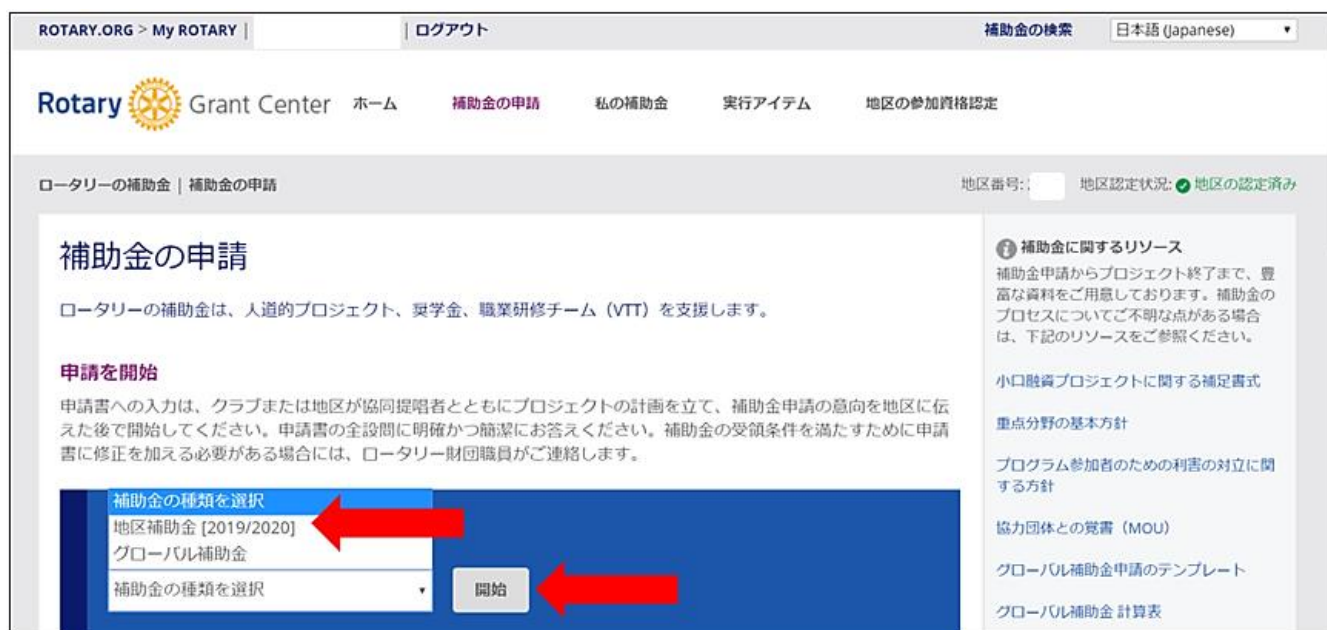 ROTARY.ORG > My ROTARY | | ログアウト 補助金の検索 日本語 (Japanese)
Rotary Grant Center ホーム 補助金の申請 私の補助金 実行アイテム 地区の参加資格認定
ロータリーの補助金 | 補助金の申請 地区番号: 地区認定状況: 地区の認定済み
補助金の申請
ロータリーの補助金は、人道的プロジェクト、奨学金、職業研修チーム（VTT）を支援します。
申請を開始
申請書への入力は、クラブまたは地区が協同提唱者とともにプロジェクトの計画を立て、補助金申請の意向を地区に伝
えた後で開始してください。申請書の全設問に明確かつ簡潔にお答えください。補助金の受領条件を満たすために申請
書に修正を加える必要がある場合には、ロータリー財団職員がご連絡します。
補助金の種類を選択
地区補助金 [2019/2020]
グローバル補助金
補助金の種類を選択 開始
補助金に関するリソース
補助金申請からプロジェクト終了まで、豊
富な資料をご用意しております。補助金の
プロセスについてご不明な点がある場合
は、下記のリソースをご参照ください。
小口融資プロジェクトに関する補足書式
重点分野の基本方針
プログラム参加者のための利害の対立に関
する方針
協力団体との覚書（MOU）
グローバル補助金申請のテンプレート
グローバル補助金 計算表